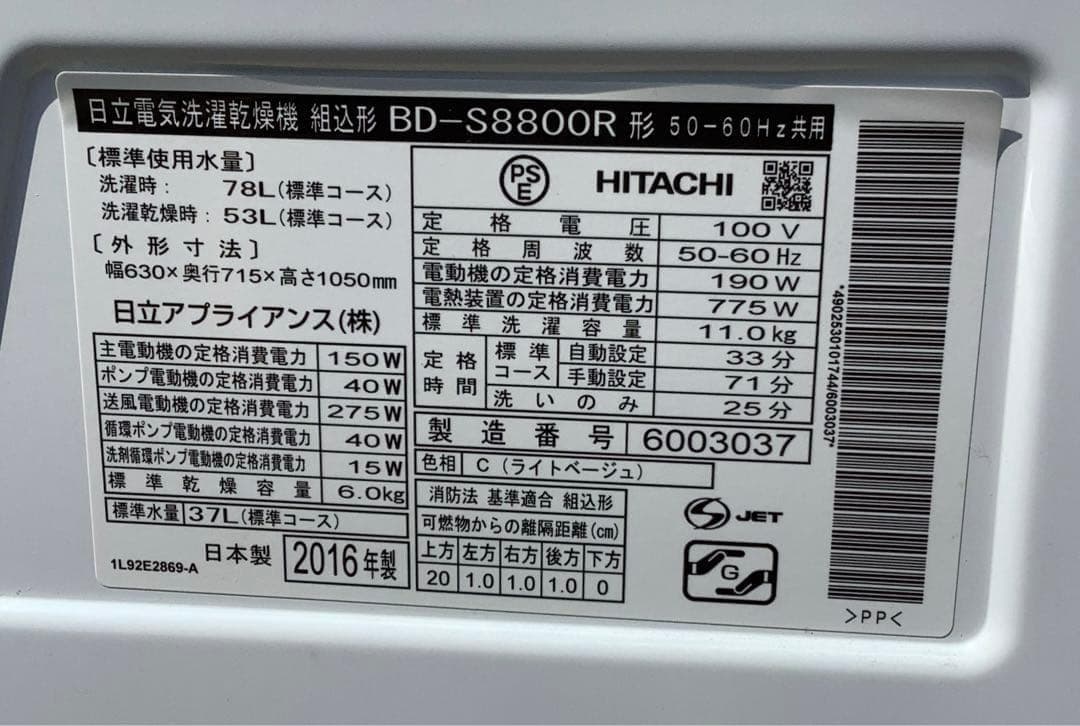 日立電気洗濯乾燥機 組込形 BD-S8800R 形 50-60Hz共用
〔標準使用水量〕
洗濯時： 78L(標準コース)
洗濯乾燥時：53L(標準コース)
〔外形寸法〕
幅630×奥行715×高さ1050mm
日立アプライアンス(株)
主電動機の定格消費電力 150W
ポンプ電動機の定格消費電力 40W
送風電動機の定格消費電力 275W
循環ポンプ電動機の定格消費電力 40W
洗剤循環ポンプ電動機の定格消費電力 15W
標準乾燥容量 6.0kg
標準水量 37L(標準コース)
1L92E2869-A 日本製 2016年製
PS E HITACHI
定格電圧 100V
定格周波数 50-60Hz
電動機の定格消費電力 190W
電熱装置の定格消費電力 775W
標準洗濯容量 11.0kg
定格時間 標準コース 自動設定 33分
手動設定 71分
洗いのみ 25分
製造番号 6003037
色相 C（ライトベージュ）
消防法 基準適合 組込形
可燃物からの離隔距離(cm)
上方 左方 右方 後方 下方
20 1.0 1.0 1.0 0
JET
G
*4902530101744/6003037*
>PP<